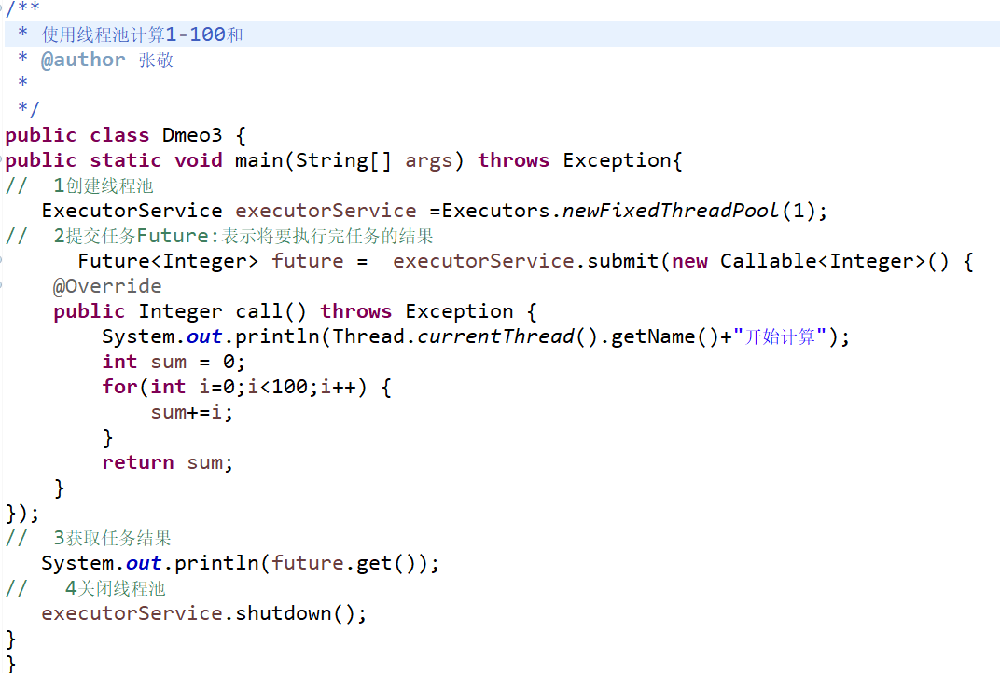 /**
 * 使用线程池计算1-100和
 * @author 张敬
 *
 */
public class Dmeo3 {
public static void main(String[] args) throws Exception{
//  1创建线程池
   ExecutorService executorService =Executors.newFixedThreadPool(1);
//  2提交任务Future:表示将要执行完任务的结果
      Future<Integer> future =  executorService.submit(new Callable<Integer>() {
    @Override
    public Integer call() throws Exception {
        System.out.println(Thread.currentThread().getName()+"开始计算");
        int sum = 0;
        for(int i=0;i<100;i++) {
            sum+=i;
        }
        return sum;
    }
});
//  3获取任务结果
   System.out.println(future.get());
//   4关闭线程池
   executorService.shutdown();
}
}